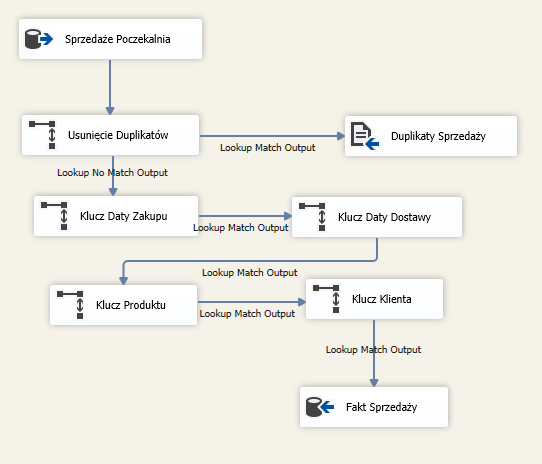 Sprzedaże Poczekalnia
Usunięcie Duplikatów
Lookup Match Output
Duplikaty Sprzedaży
Lookup No Match Output
Klucz Daty Zakupu
Lookup Match Output
Klucz Daty Dostawy
Lookup Match Output
Klucz Produktu
Lookup Match Output
Klucz Klienta
Lookup Match Output
Fakt Sprzedaży